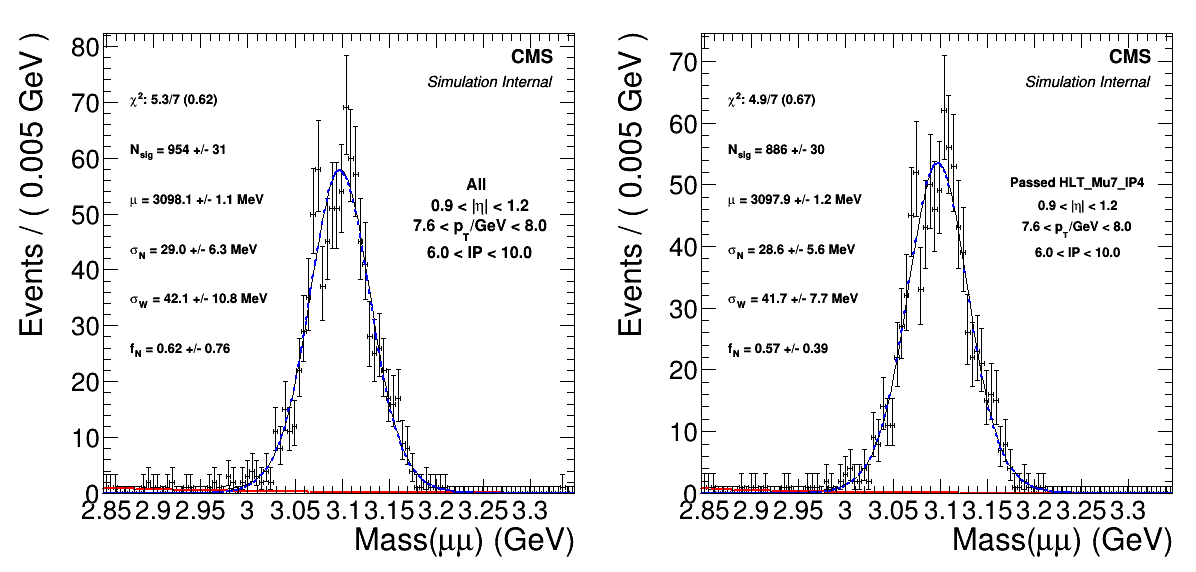 CMS
Simulation Internal
χ²: 5.3/7 (0.62)
N_sig = 954 +/- 31
μ = 3098.1 +/- 1.1 MeV
σ_N = 29.0 +/- 6.3 MeV
σ_W = 42.1 +/- 10.8 MeV
f_N = 0.62 +/- 0.76
All
0.9 < |η| < 1.2
7.6 < p_T/GeV < 8.0
6.0 < IP < 10.0
Events / ( 0.005 GeV )
80
70
60
50
40
30
20
10
0
2.85 2.9 2.95 3 3.05 3.1 3.15 3.2 3.25 3.3
Mass(μμ) (GeV)
CMS
Simulation Internal
χ²: 4.9/7 (0.67)
N_sig = 886 +/- 30
μ = 3097.9 +/- 1.2 MeV
σ_N = 28.6 +/- 5.6 MeV
σ_W = 41.7 +/- 7.7 MeV
f_N = 0.57 +/- 0.39
Passed HLT_Mu7_IP4
0.9 < |η| < 1.2
7.6 < p_T/GeV < 8.0
6.0 < IP < 10.0
Events / ( 0.005 GeV )
70
60
50
40
30
20
10
0
2.85 2.9 2.95 3 3.05 3.1 3.15 3.2 3.25 3.3
Mass(μμ) (GeV)